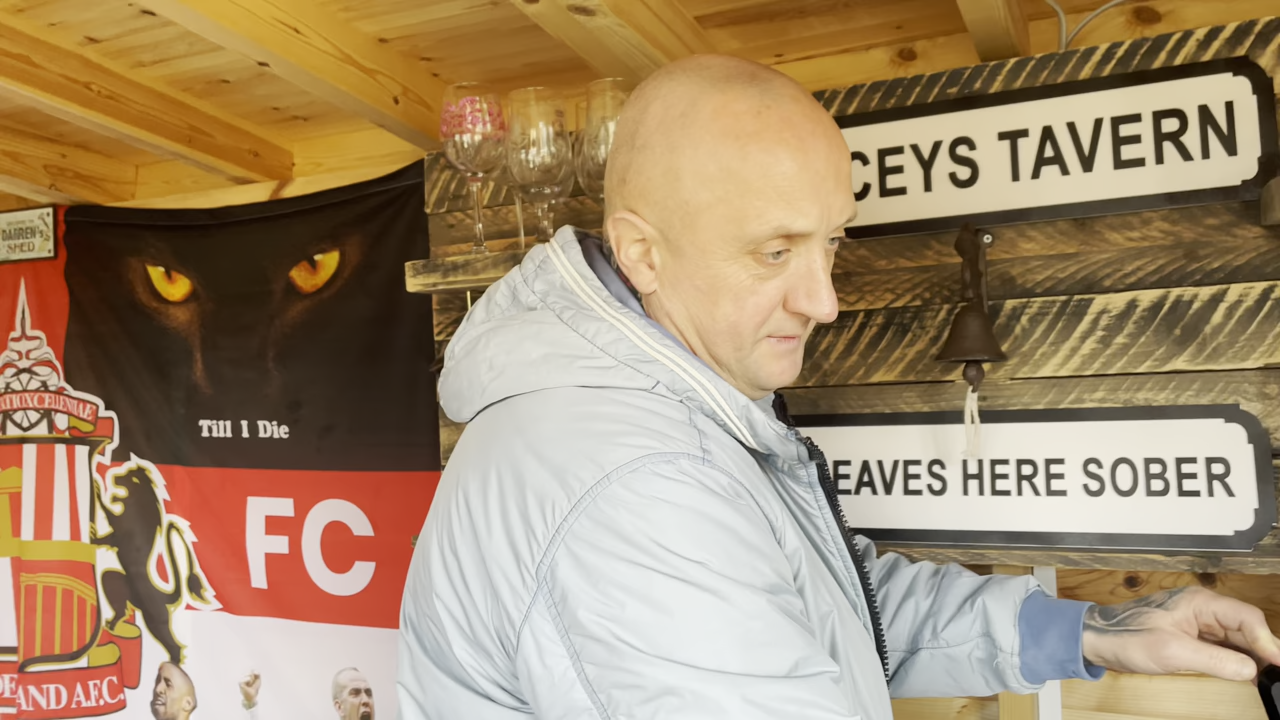 DARREN's
SHED
CEYS TAVERN
Till I Die
EAVES HERE SOBER
FC
AND A.F.C.